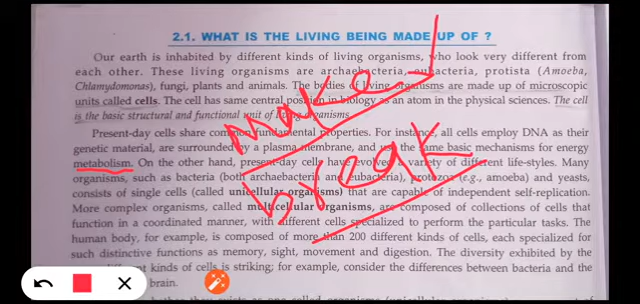 2.1. WHAT IS THE LIVING BEING MADE UP OF ?
Our earth is inhabited by different kinds of living organisms, who look very different from
each other. These living organisms are archaebacteria, eubacteria, protista (Amoeba,
Chlamydomonas), fungi, plants and animals. The bodies of living organisms are made up of microscopic
units called cells. The cell has same central position in biology as an atom in the physical sciences. The cell
is the basic structural and functional unit of living organisms
Present-day cells share common fundamental properties. For instance, all cells employ DNA as their
genetic material, are surrounded by a plasma membrane, and use the same basic mechanisms for energy
metabolism. On the other hand, present-day cells have variety of different life-styles. Many
organisms, such as bacteria (both archaebacteria and eubacteria), protozoa (e.g., amoeba) and yeasts,
consists of single cells (called unicellular organisms) that are capable of independent self-replication.
More complex organisms, called multicellular organisms, are composed of collections of cells that
function in a coordinated manner, with different cells specialized to perform the particular tasks. The
human body, for example, is composed of more than 200 different kinds of cells, each specialized for
such distinctive functions as memory, sight, movement and digestion. The diversity exhibited by the
kinds of cells is striking; for example, consider the differences between bacteria and the
brain.
make
break